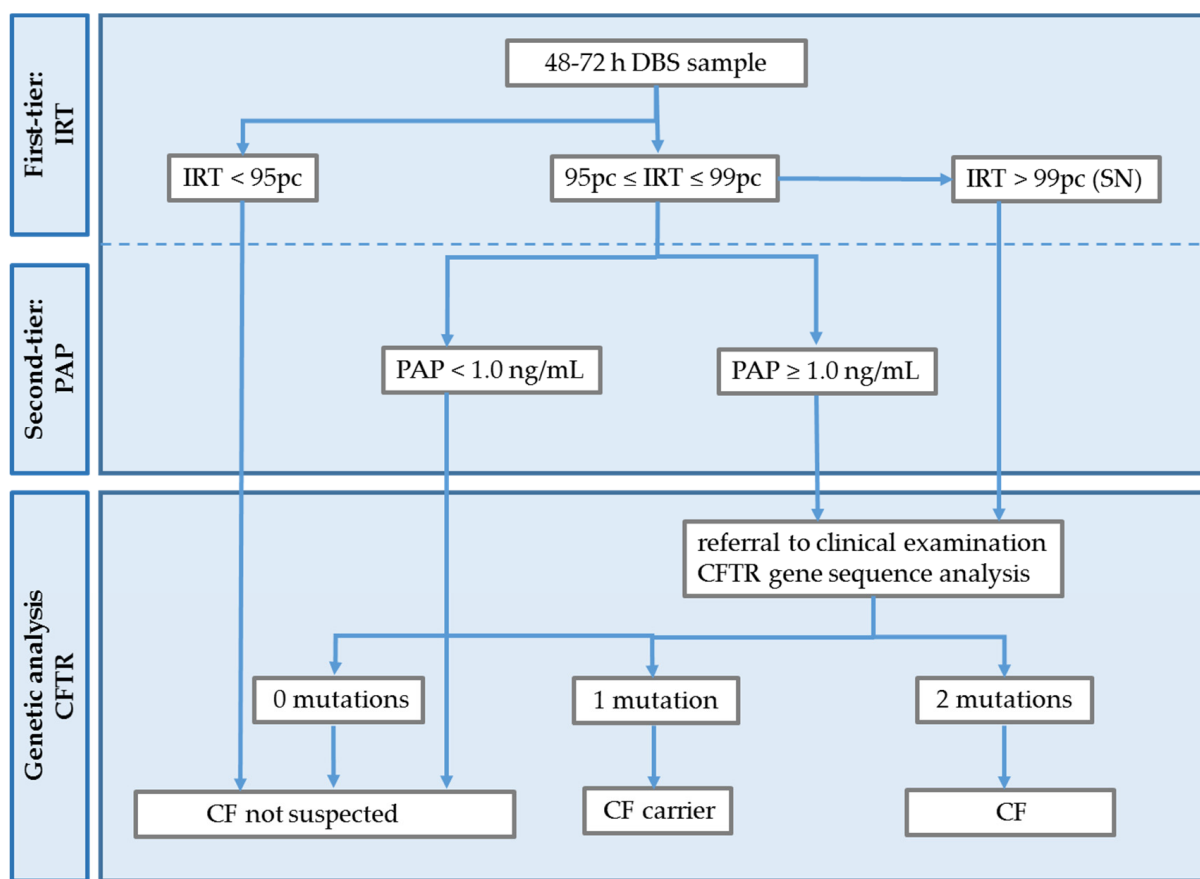 First-tier:
IRT
48-72 h DBS sample
IRT < 95pc
95pc ≤ IRT ≤ 99pc
IRT > 99pc (SN)
Second-tier:
PAP
PAP < 1.0 ng/mL
PAP ≥ 1.0 ng/mL
Genetic analysis
CFTR
referral to clinical examination
CFTR gene sequence analysis
0 mutations
1 mutation
2 mutations
CF not suspected
CF carrier
CF